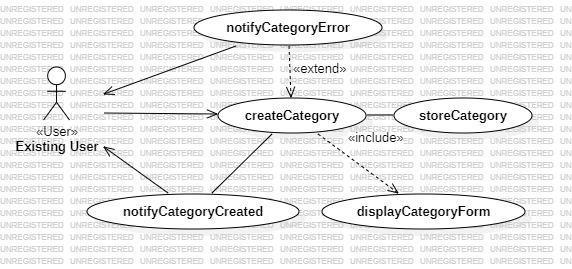 notifyCategoryError
«extend»
createCategory
storeCategory
«User»
Existing User
«include»
notifyCategoryCreated
displayCategoryForm
UNREGISTERED